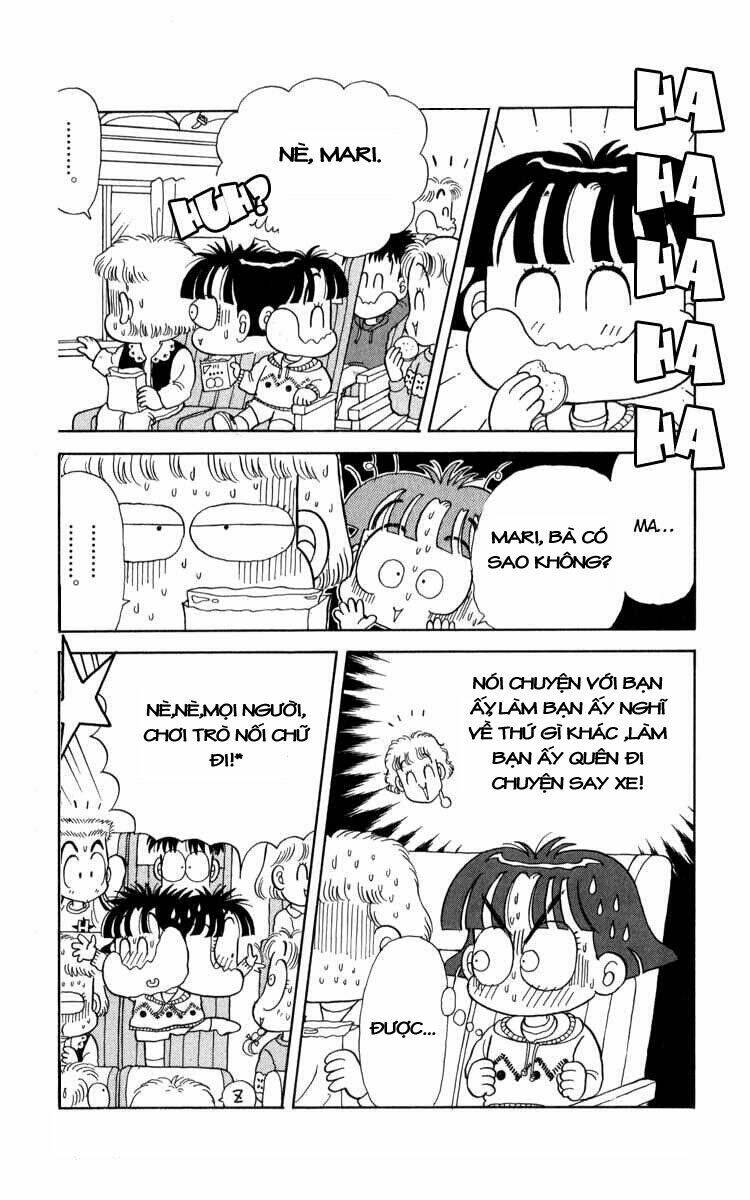 HA
HA
HA
HA
HA
NÈ, MARI.
HUH?
..........
MA...
MARI, BÀ CÓ
SAO KHÔNG?
..........
NÓI CHUYỆN VỚI BẠN
ẤY,LÀM BẠN ẤY NGHĨ
VỀ THỨ GÌ KHÁC ,LÀM
BẠN ẤY QUÊN ĐI
CHUYỆN SAY XE!
ĐƯỢC...
NÈ,NÈ,MỌI NGƯỜI,
CHƠI TRÒ NỐI CHỮ
ĐI!*
Z